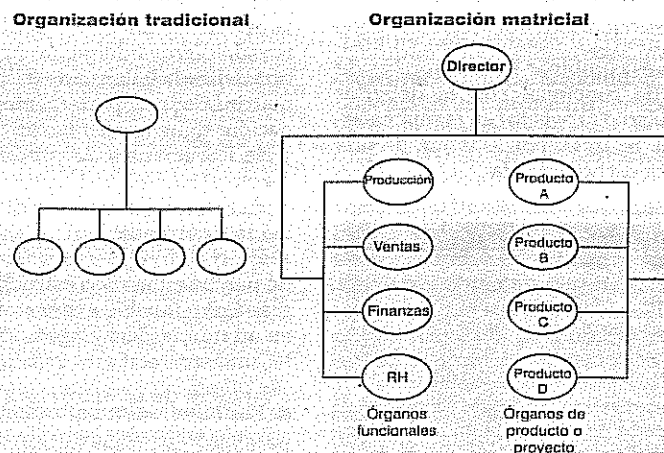 Organización tradicional
Organización matricial
Director
Producción
Producto
A
Ventas
Producto
B
Finanzas
Producto
C
RH
Producto
D
Órganos
funcionales
Órganos de
producto o
proyecto